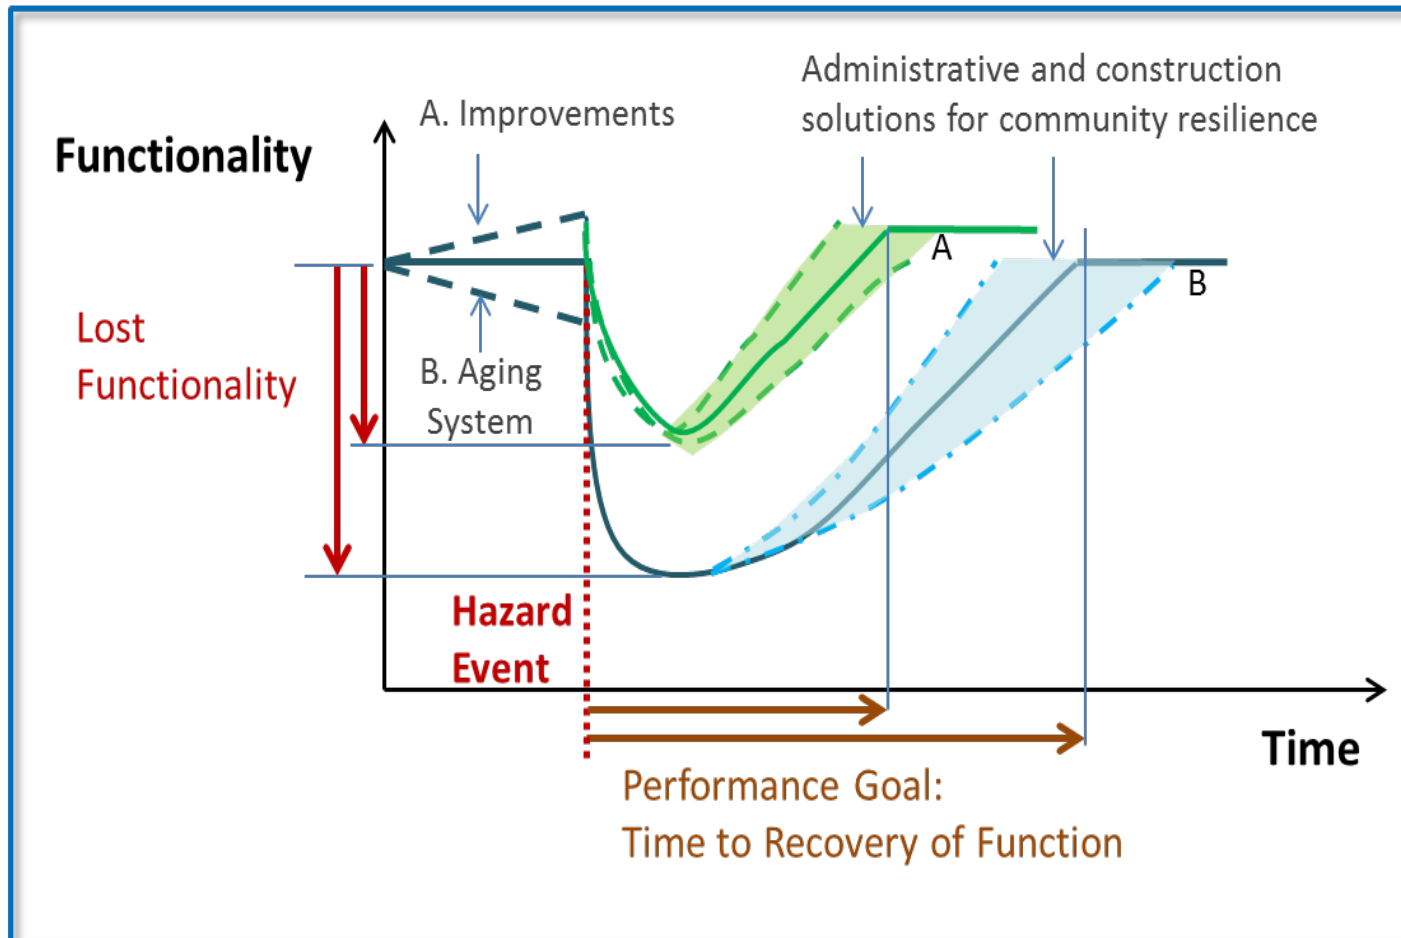 Administrative and construction
solutions for community resilience
A. Improvements
Functionality
A
B
Lost
Functionality
B. Aging
System
Hazard
Event
Time
Performance Goal:
Time to Recovery of Function